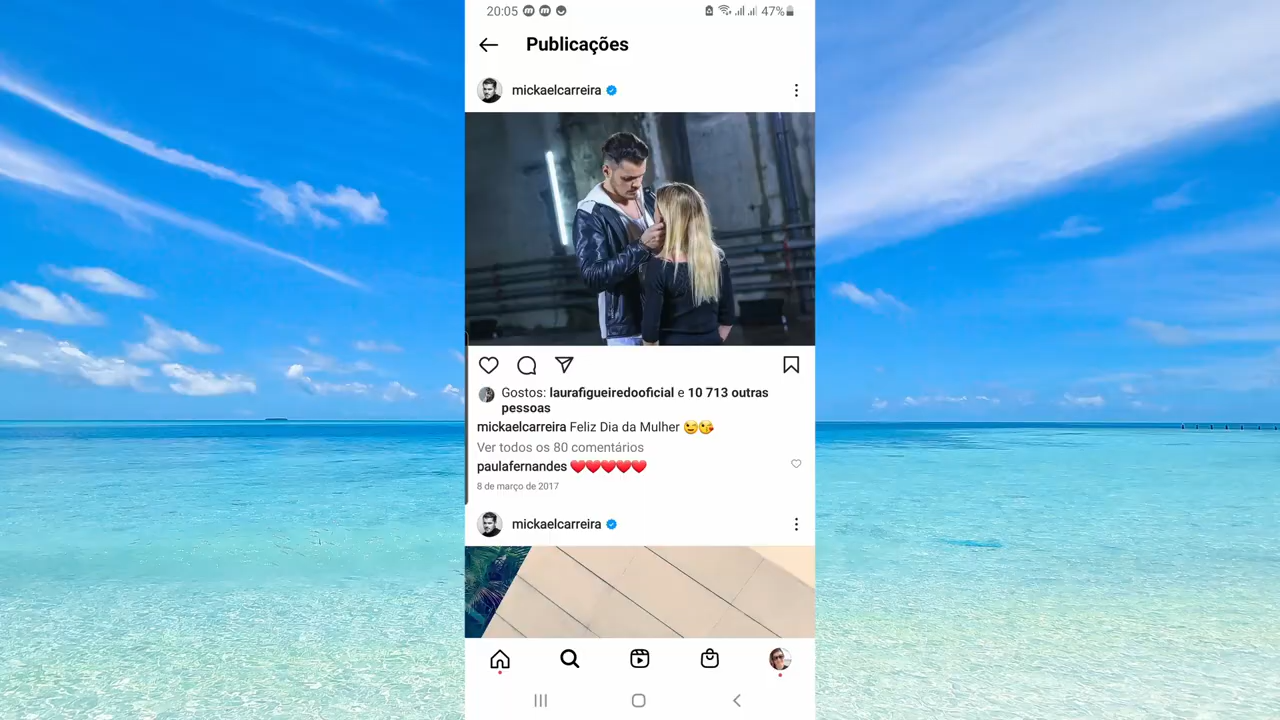 20:05
47%
Publicações
mickaelcarreira
Gostos: laurafigueiredooficial e 10 713 outras
pessoas
mickaelcarreira Feliz Dia da Mulher 😉😘
Ver todos os 80 comentários
paulafernandes ❤️❤️❤️❤️❤️
8 de março de 2017
mickaelcarreira